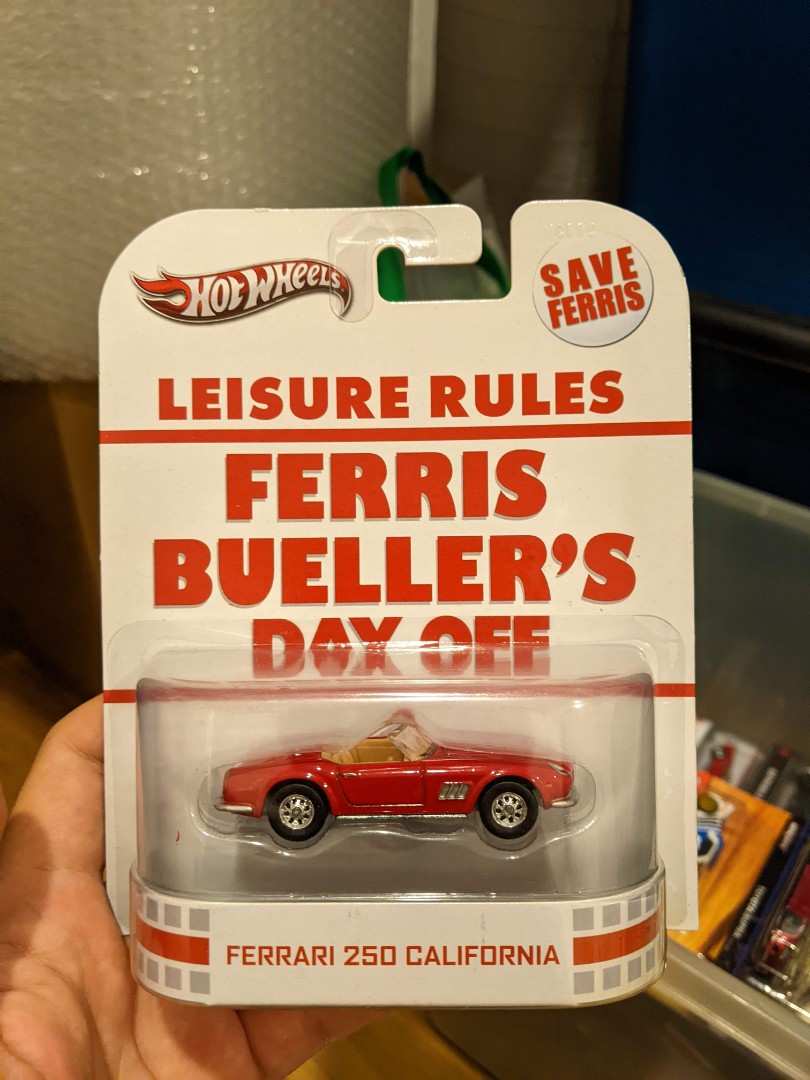 HOT WHEELS
SAVE
FERRIS
LEISURE RULES
FERRIS
BUELLER'S
DAY OFF
FERRARI 250 CALIFORNIA